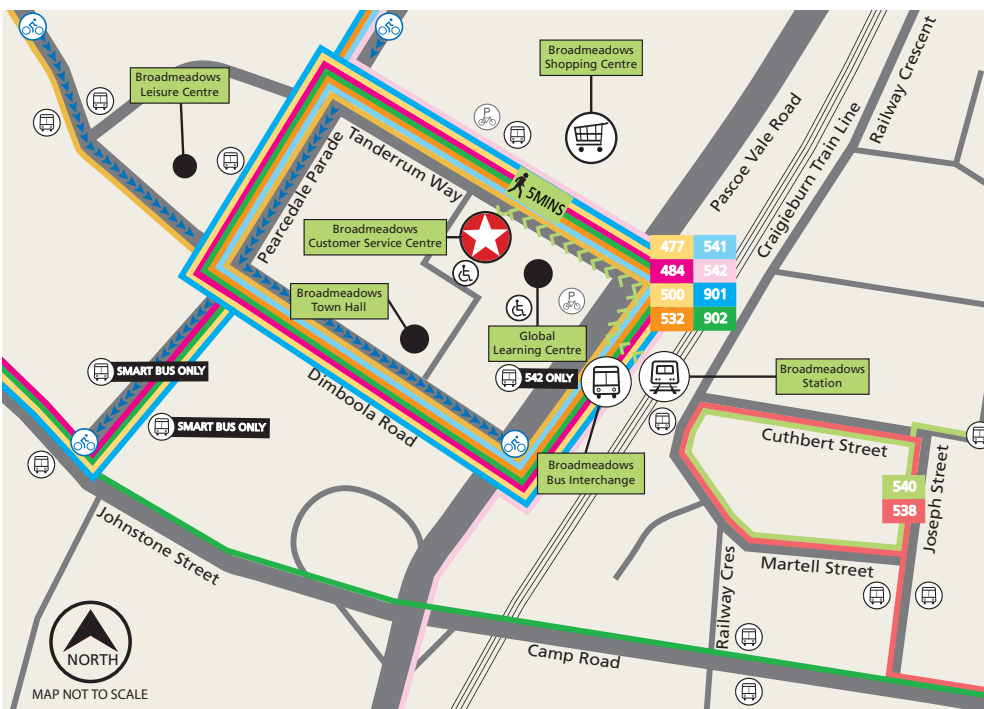 Broadmeadows
Leisure Centre
Broadmeadows
Shopping Centre
Railway Crescent
Pascoe Vale Road
Craigieburn Train Line
P
Tanderrum Way
5MINS
Pearcedale Parade
Broadmeadows
Customer Service Centre
477 541
484 542
500 901
532 902
P
Broadmeadows
Town Hall
Global
Learning Centre
542 ONLY
SMART BUS ONLY
Broadmeadows
Station
Dimboola Road
SMART BUS ONLY
Cuthbert Street
Broadmeadows
Bus Interchange
540
538
Joseph Street
Johnstone Street
Martell Street
Railway Cres
Camp Road
NORTH
MAP NOT TO SCALE